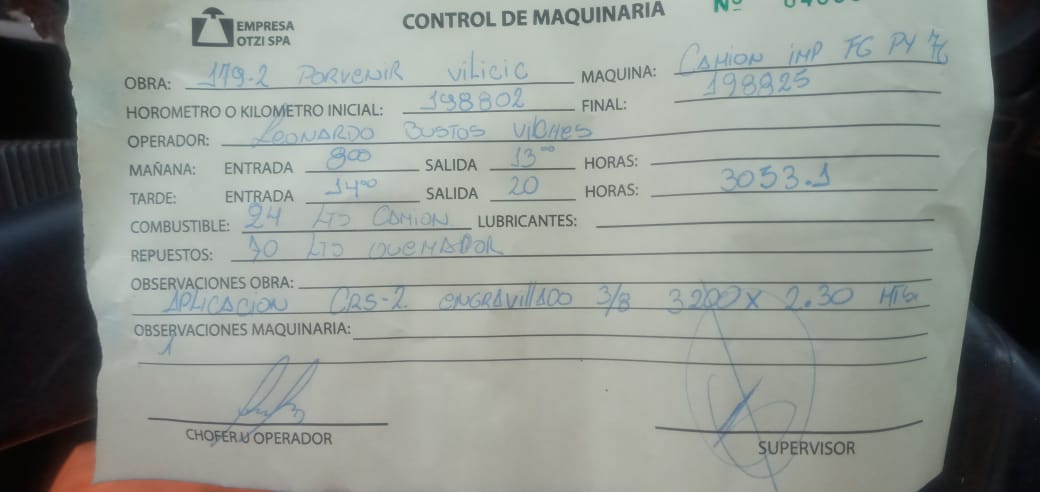 EMPRESA
OTZI SPA
CONTROL DE MAQUINARIA
Nº
OBRA: 179-2 PORVENIR VILICIC MAQUINA: CAMION IMP FG PY 76
HOROMETRO O KILOMETRO INICIAL: 198802 FINAL: 198825
OPERADOR: LEONARDO BUSTOS VILCHES
MAÑANA: ENTRADA 800 SALIDA 13⁰⁰ HORAS:
TARDE: ENTRADA 14⁰⁰ SALIDA 20 HORAS: 3053.1
COMBUSTIBLE: 24 LTS CAMION LUBRICANTES:
REPUESTOS: 70 LTS QUEMADOR
OBSERVACIONES OBRA:
APLICACION CRS-2 ENGRAVILLADO 3/8 3200 X 2.30 MTS.
OBSERVACIONES MAQUINARIA:
1
CHOFER U OPERADOR
SUPERVISOR